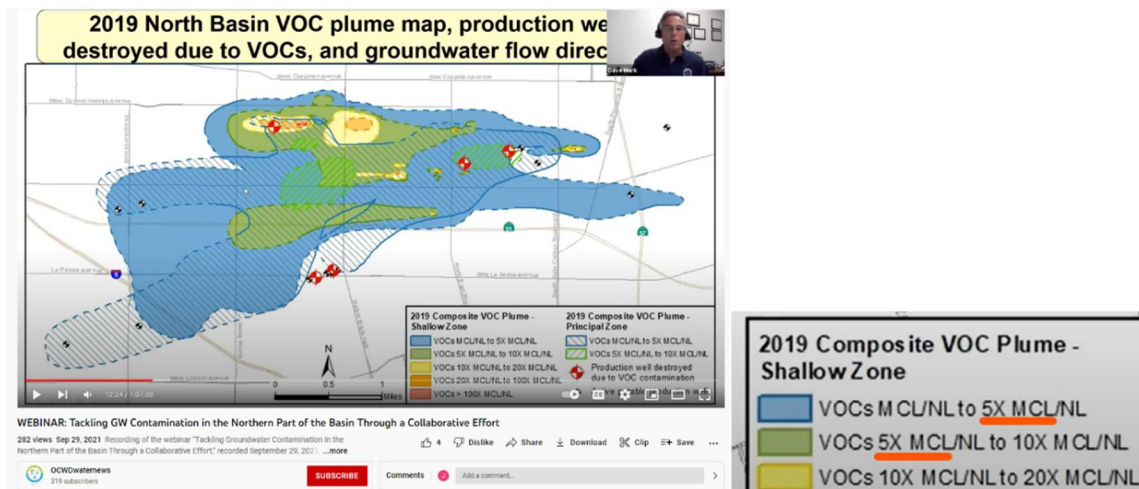 2019 North Basin VOC plume map, production we
destroyed due to VOCs, and groundwater flow direc
Dave Mark
La Palma Avenue
5
91
57
N
0 0.5 1
Miles
2019 Composite VOC Plume -
Shallow Zone
VOCs MCL/NL to 5X MCL/NL
VOCs 5X MCL/NL to 10X MCL/NL
VOCs 10X MCL/NL to 20X MCL/NL
VOCs 20X MCL/NL to 100X MCL/NL
VOCs > 100X MCL/NL
2019 Composite VOC Plume -
Principal Zone
VOCs MCL/NL to 5X MCL/NL
VOCs 5X MCL/NL to 10X MCL/NL
Production well destroyed
due to VOC contamination
12:24 / 1:07:03
WEBINAR: Tackling GW Contamination in the Northern Part of the Basin Through a Collaborative Effort
282 views Sep 29, 2021 Recording of the webinar "Tackling Groundwater Contamination in the
Northern Part of the Basin Through a Collaborative Effort," recorded September 29, 2021 ...more
4 Dislike Share Download Clip Save
OCWDwaternews
319 subscribers
SUBSCRIBE
Comments
Add a comment...
2019 Composite VOC Plume -
Shallow Zone
VOCs MCL/NL to 5X MCL/NL
VOCs 5X MCL/NL to 10X MCL/NL
VOCs 10X MCL/NL to 20X MCL/NL